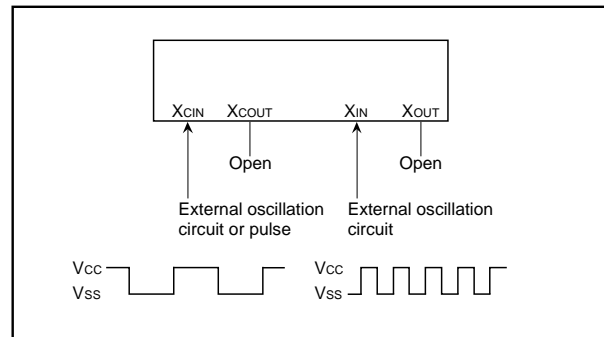 XCIN XCOUT XIN XOUT
Open Open
External oscillation
circuit or pulse
External oscillation
circuit
VCC
VSS
VCC
VSS